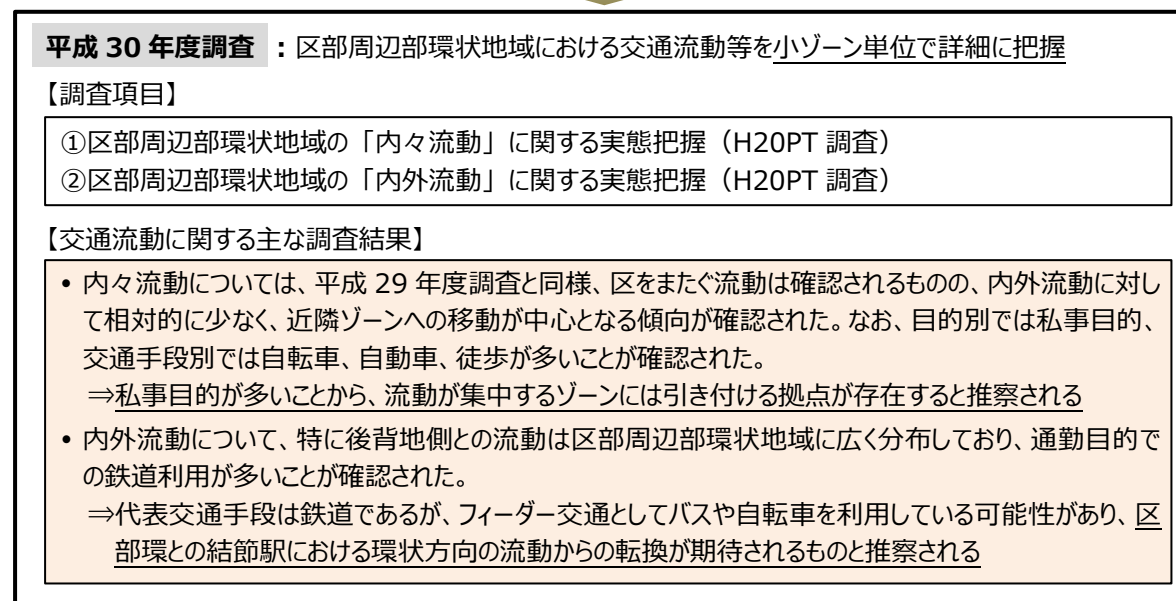 平成 30 年度調査 ：区部周辺部環状地域における交通流動等を小ゾーン単位で詳細に把握
【調査項目】
①区部周辺部環状地域の「内々流動」に関する実態把握（H20PT 調査）
②区部周辺部環状地域の「内外流動」に関する実態把握（H20PT 調査）
【交通流動に関する主な調査結果】
• 内々流動については、平成 29 年度調査と同様、区をまたぐ流動は確認されるものの、内外流動に対し
て相対的に少なく、近隣ゾーンへの移動が中心となる傾向が確認された。なお、目的別では私事目的、
交通手段別では自転車、自動車、徒歩が多いことが確認された。
⇒私事目的が多いことから、流動が集中するゾーンには引き付ける拠点が存在すると推察される
• 内外流動について、特に後背地側との流動は区部周辺部環状地域に広く分布しており、通勤目的で
の鉄道利用が多いことが確認された。
⇒代表交通手段は鉄道であるが、フィーダー交通としてバスや自転車を利用している可能性があり、区
部環との結節駅における環状方向の流動からの転換が期待されるものと推察される